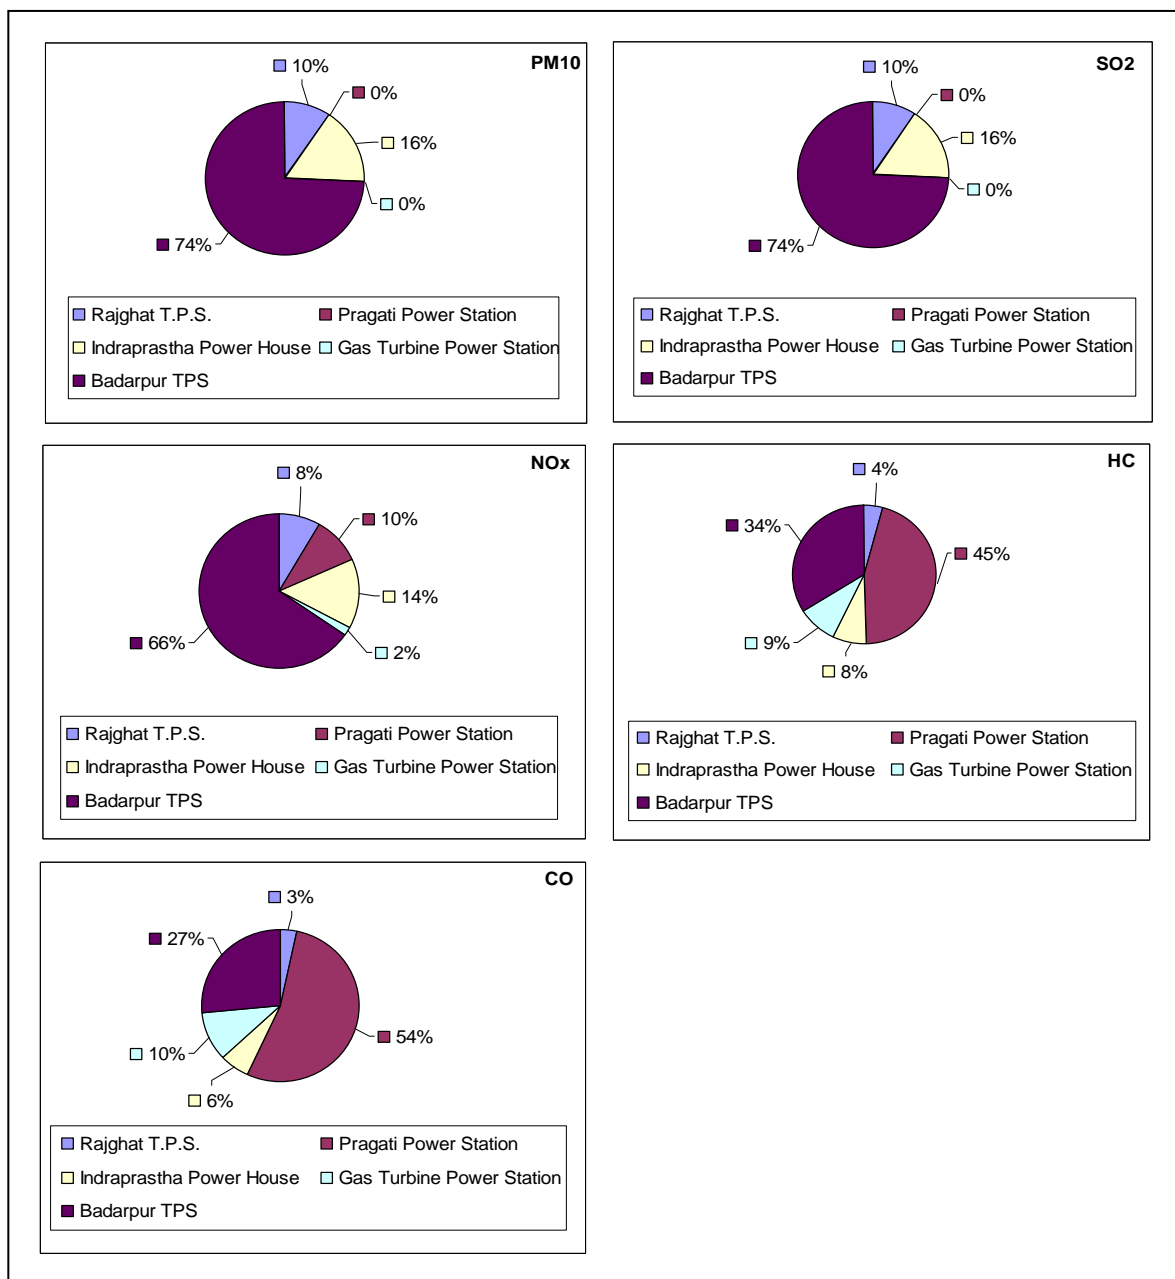 PM10
10%
0%
16%
0%
74%
Rajghat T.P.S. Pragati Power Station
Indraprastha Power House Gas Turbine Power Station
Badarpur TPS
SO2
10%
0%
16%
0%
74%
Rajghat T.P.S. Pragati Power Station
Indraprastha Power House Gas Turbine Power Station
Badarpur TPS
NOx
8%
10%
14%
2%
66%
Rajghat T.P.S. Pragati Power Station
Indraprastha Power House Gas Turbine Power Station
Badarpur TPS
HC
4%
45%
8%
9%
34%
Rajghat T.P.S. Pragati Power Station
Indraprastha Power House Gas Turbine Power Station
Badarpur TPS
CO
3%
54%
6%
10%
27%
Rajghat T.P.S. Pragati Power Station
Indraprastha Power House Gas Turbine Power Station
Badarpur TPS